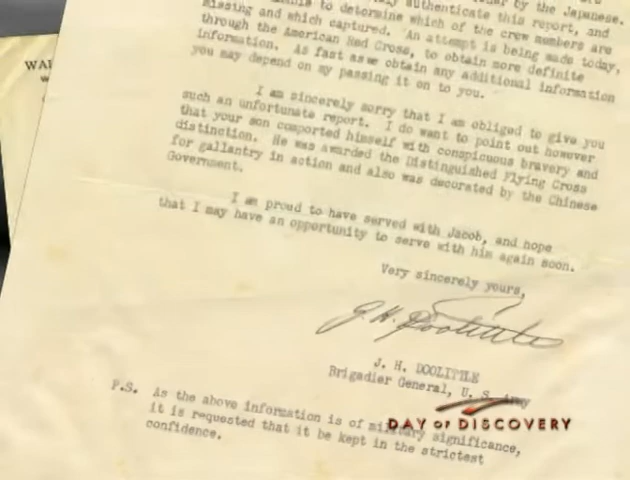 by the Japanese.
authenticate this report, and
to determine which of the crew members are
missing and which captured. An attempt is being made today,
through the American Red Cross, to obtain more definite
information. As fast as we obtain any additional information
you may depend on my passing it on to you.
I am sincerely sorry that I am obliged to give you
such an unfortunate report. I do want to point out however
that your son comported himself with conspicuous bravery and
distinction. He was awarded the Distinguished Flying Cross
for gallantry in action and also was decorated by the Chinese
Government.
I am proud to have served with Jacob, and hope
that I may have an opportunity to serve with him again soon.
Very sincerely yours,
J. H. Doolittle
J. H. DOOLITTLE
Brigadier General, U. S. Army
P.S. As the above information is of military significance,
it is requested that it be kept in the strictest
confidence.
DAY OF DISCOVERY
WAR